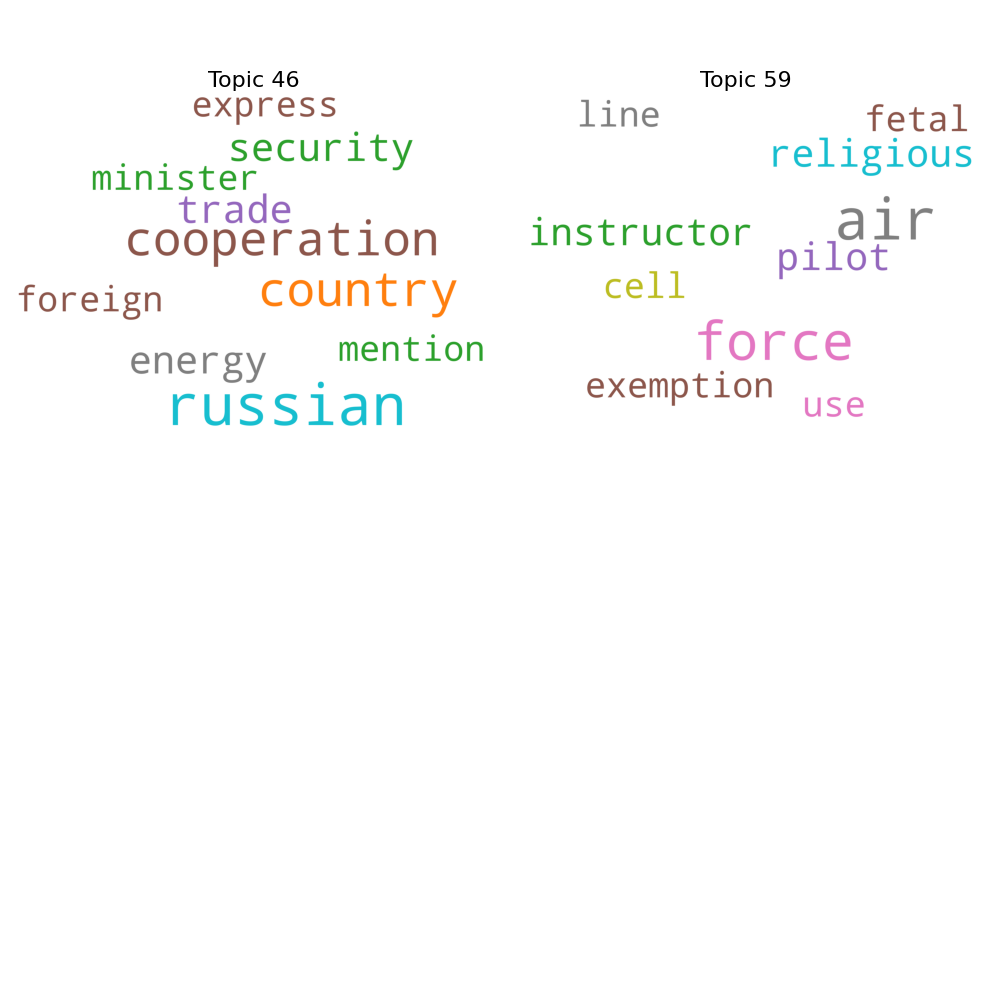 Topic 46
express
security
minister
trade
cooperation
country
foreign
mention
energy
russian
Topic 59
line
fetal
religious
air
instructor
pilot
cell
force
exemption
use